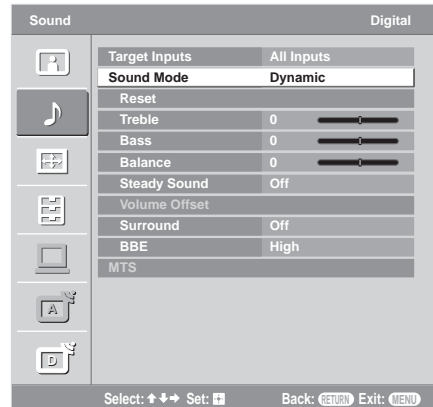 Sound Digital
Target Inputs All Inputs
Sound Mode Dynamic
Reset
Treble 0
Bass 0
Balance 0
Steady Sound Off
Volume Offset
Surround Off
BBE High
MTS
A
D
Select: Set: Back: RETURN Exit: MENU